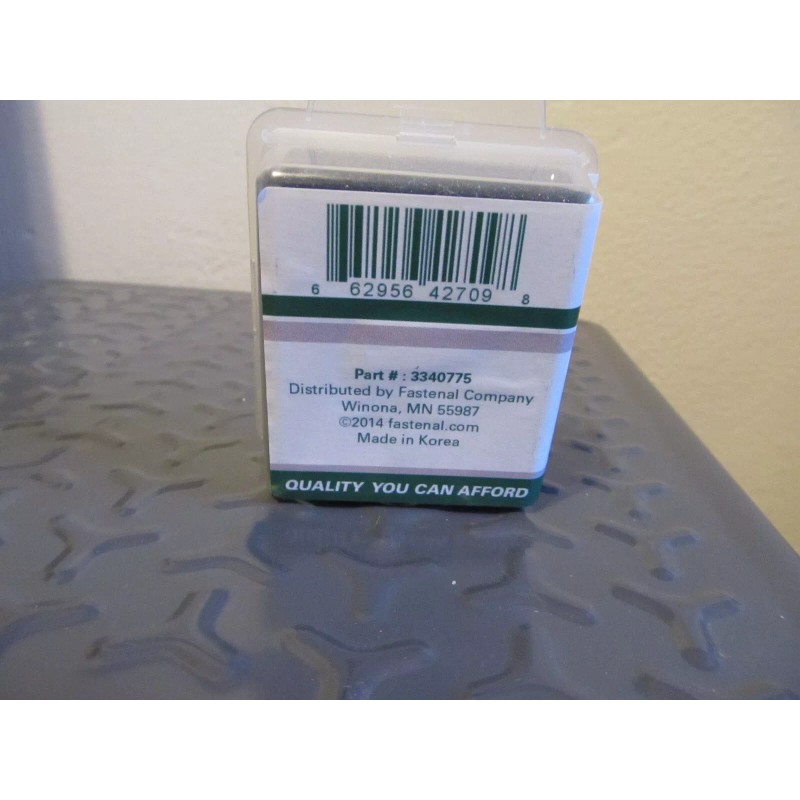 6 62956 42709 8
Part # : 3340775
Distributed by Fastenal Company
Winona, MN 55987
©2014 fastenal.com
Made in Korea
QUALITY YOU CAN AFFORD